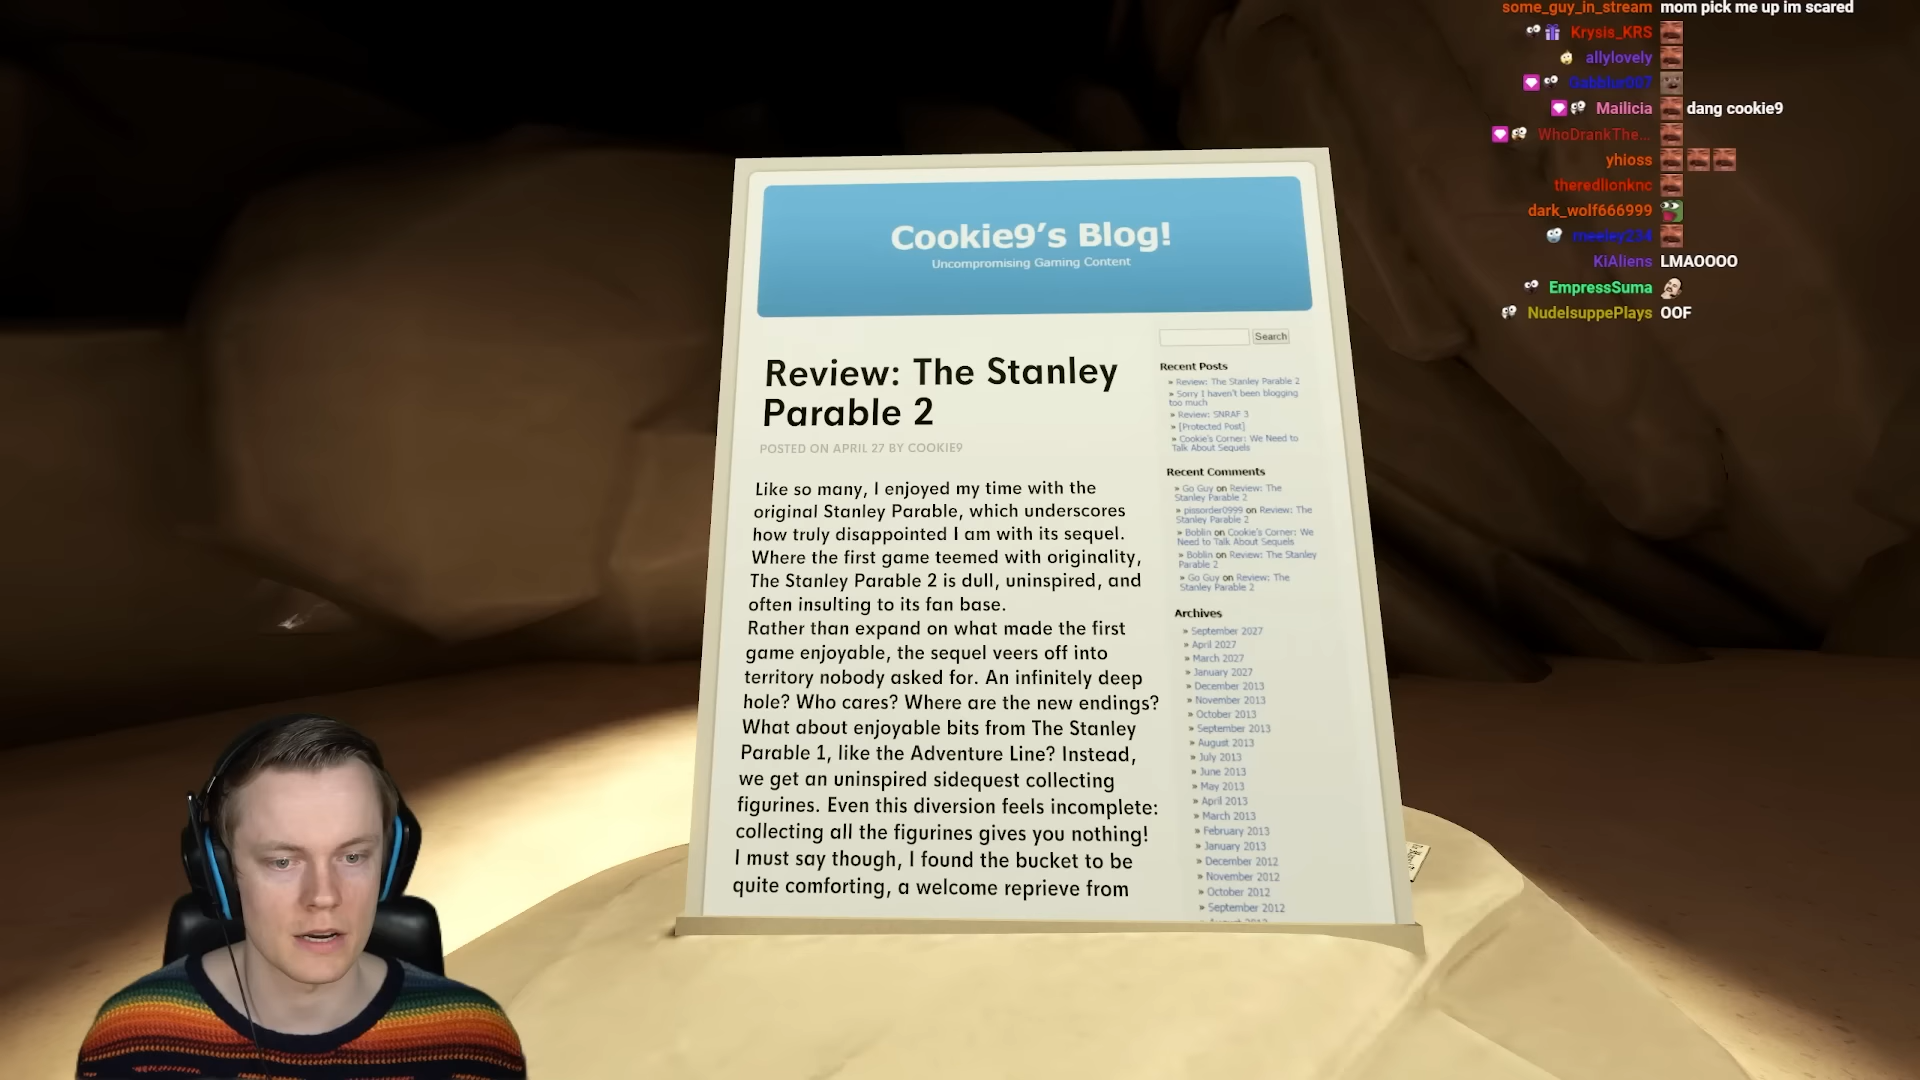 some_guy_in_stream mom pick me up im scared
Krysis_KRS
allylovely
Gabblur007
Mailicia dang cookie9
WhoDrankThe...
yhioss
theredlionknc
dark_wolf666999
KiAliens LMAOOOO
EmpressSuma
NudelsuppePlays OOF
Cookie9's Blog!
Uncompromising Gaming Content
Review: The Stanley
Parable 2
POSTED ON APRIL 27 BY COOKIE9
Like so many, I enjoyed my time with the
original Stanley Parable, which underscores
how truly disappointed I am with its sequel.
Where the first game teemed with originality,
The Stanley Parable 2 is dull, uninspired, and
often insulting to its fan base.
Rather than expand on what made the first
game enjoyable, the sequel veers off into
territory nobody asked for. An infinitely deep
hole? Who cares? Where are the new endings?
What about enjoyable bits from The Stanley
Parable 1, like the Adventure Line? Instead,
we get an uninspired sidequest collecting
figurines. Even this diversion feels incomplete:
collecting all the figurines gives you nothing!
I must say though, I found the bucket to be
quite comforting, a welcome reprieve from
Search
Recent Posts
» Review: The Stanley Parable 2
» Sorry I haven't been blogging
too much
» Review: SNRAF 3
» [Protected Post]
» Cookie's Corner: We Need to
Talk About Sequels
Recent Comments
» Go Guy on Review: The
Stanley Parable 2
» pissorder0999 on Review: The
Stanley Parable 2
» Boblin on Cookie's Corner: We
Need to Talk About Sequels
» Boblin on Review: The Stanley
Parable 2
» Go Guy on Review: The
Stanley Parable 2
Archives
» September 2027
» April 2027
» March 2027
» January 2027
» December 2013
» November 2013
» October 2013
» September 2013
» August 2013
» July 2013
» June 2013
» May 2013
» April 2013
» March 2013
» February 2013
» January 2013
» December 2012
» November 2012
» October 2012
» September 2012